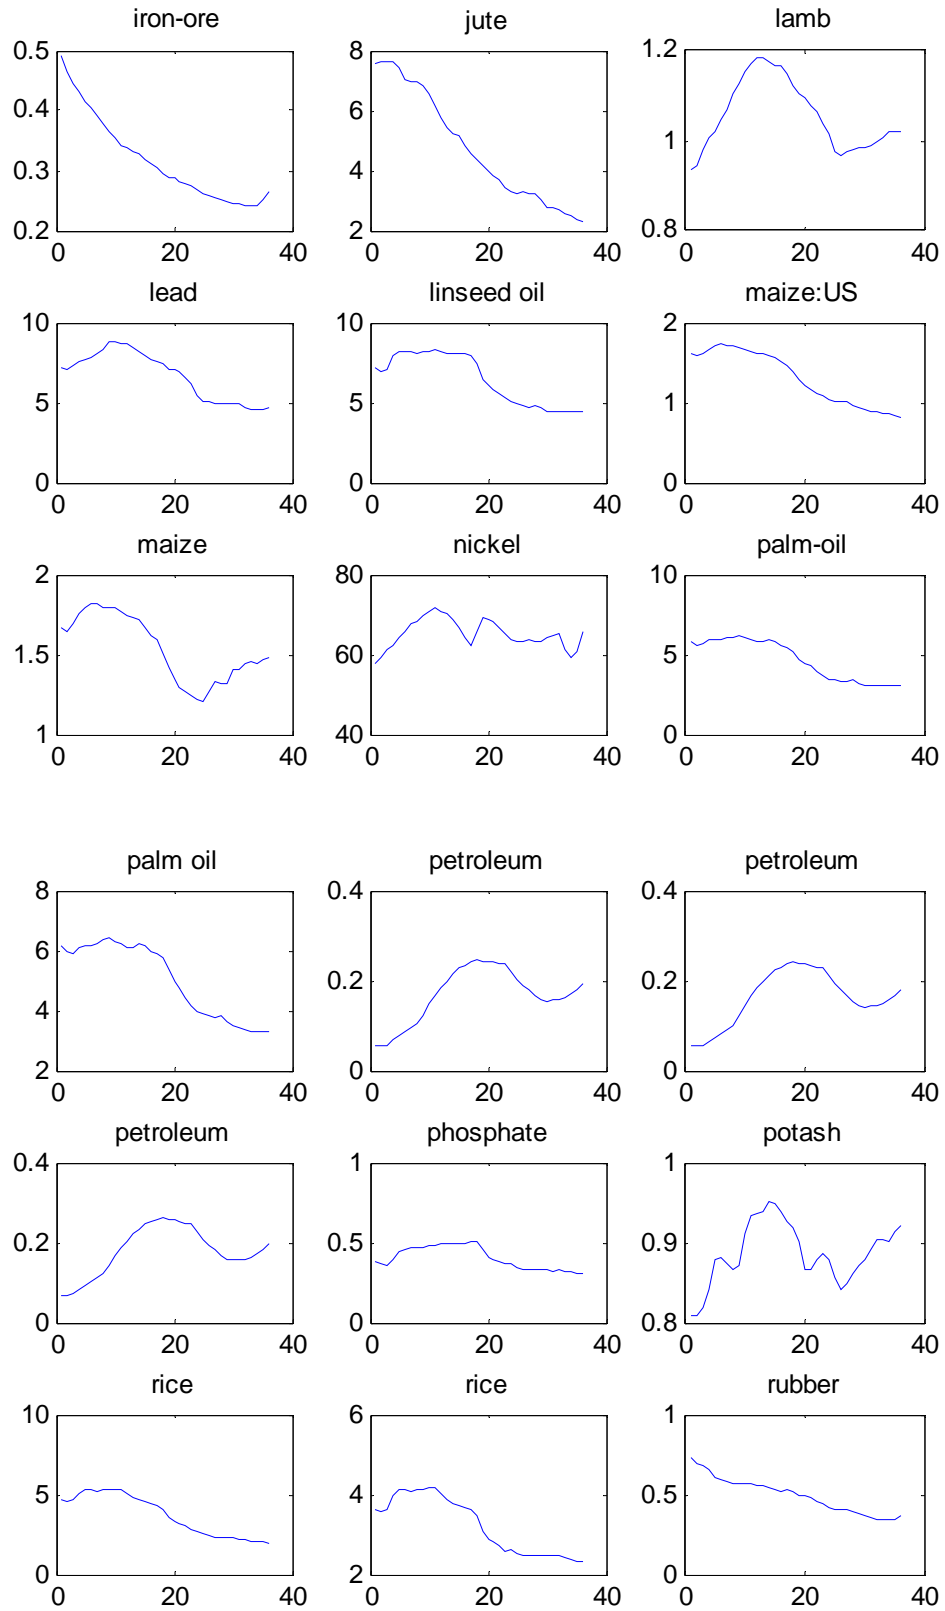 iron-ore jute lamb
0.5 8 1.2
0.4 6
0.3 4 1
0.2 2 0.8
0 20 40 0 20 40 0 20 40
lead linseed oil maize:US
10 10 2
5 5 1
0 0 0
0 20 40 0 20 40 0 20 40
maize nickel palm-oil
2 80 10
1.5 60 5
1 40 0
0 20 40 0 20 40 0 20 40
palm oil petroleum petroleum
8 0.4 0.4
6
4 0.2 0.2
2 0 0
0 20 40 0 20 40 0 20 40
petroleum phosphate potash
0.4 1 1
0.2 0.5 0.9
0 0 0.8
0 20 40 0 20 40 0 20 40
rice rice rubber
10 6 1
5 4 0.5
0 2 0
0 20 40 0 20 40 0 20 40